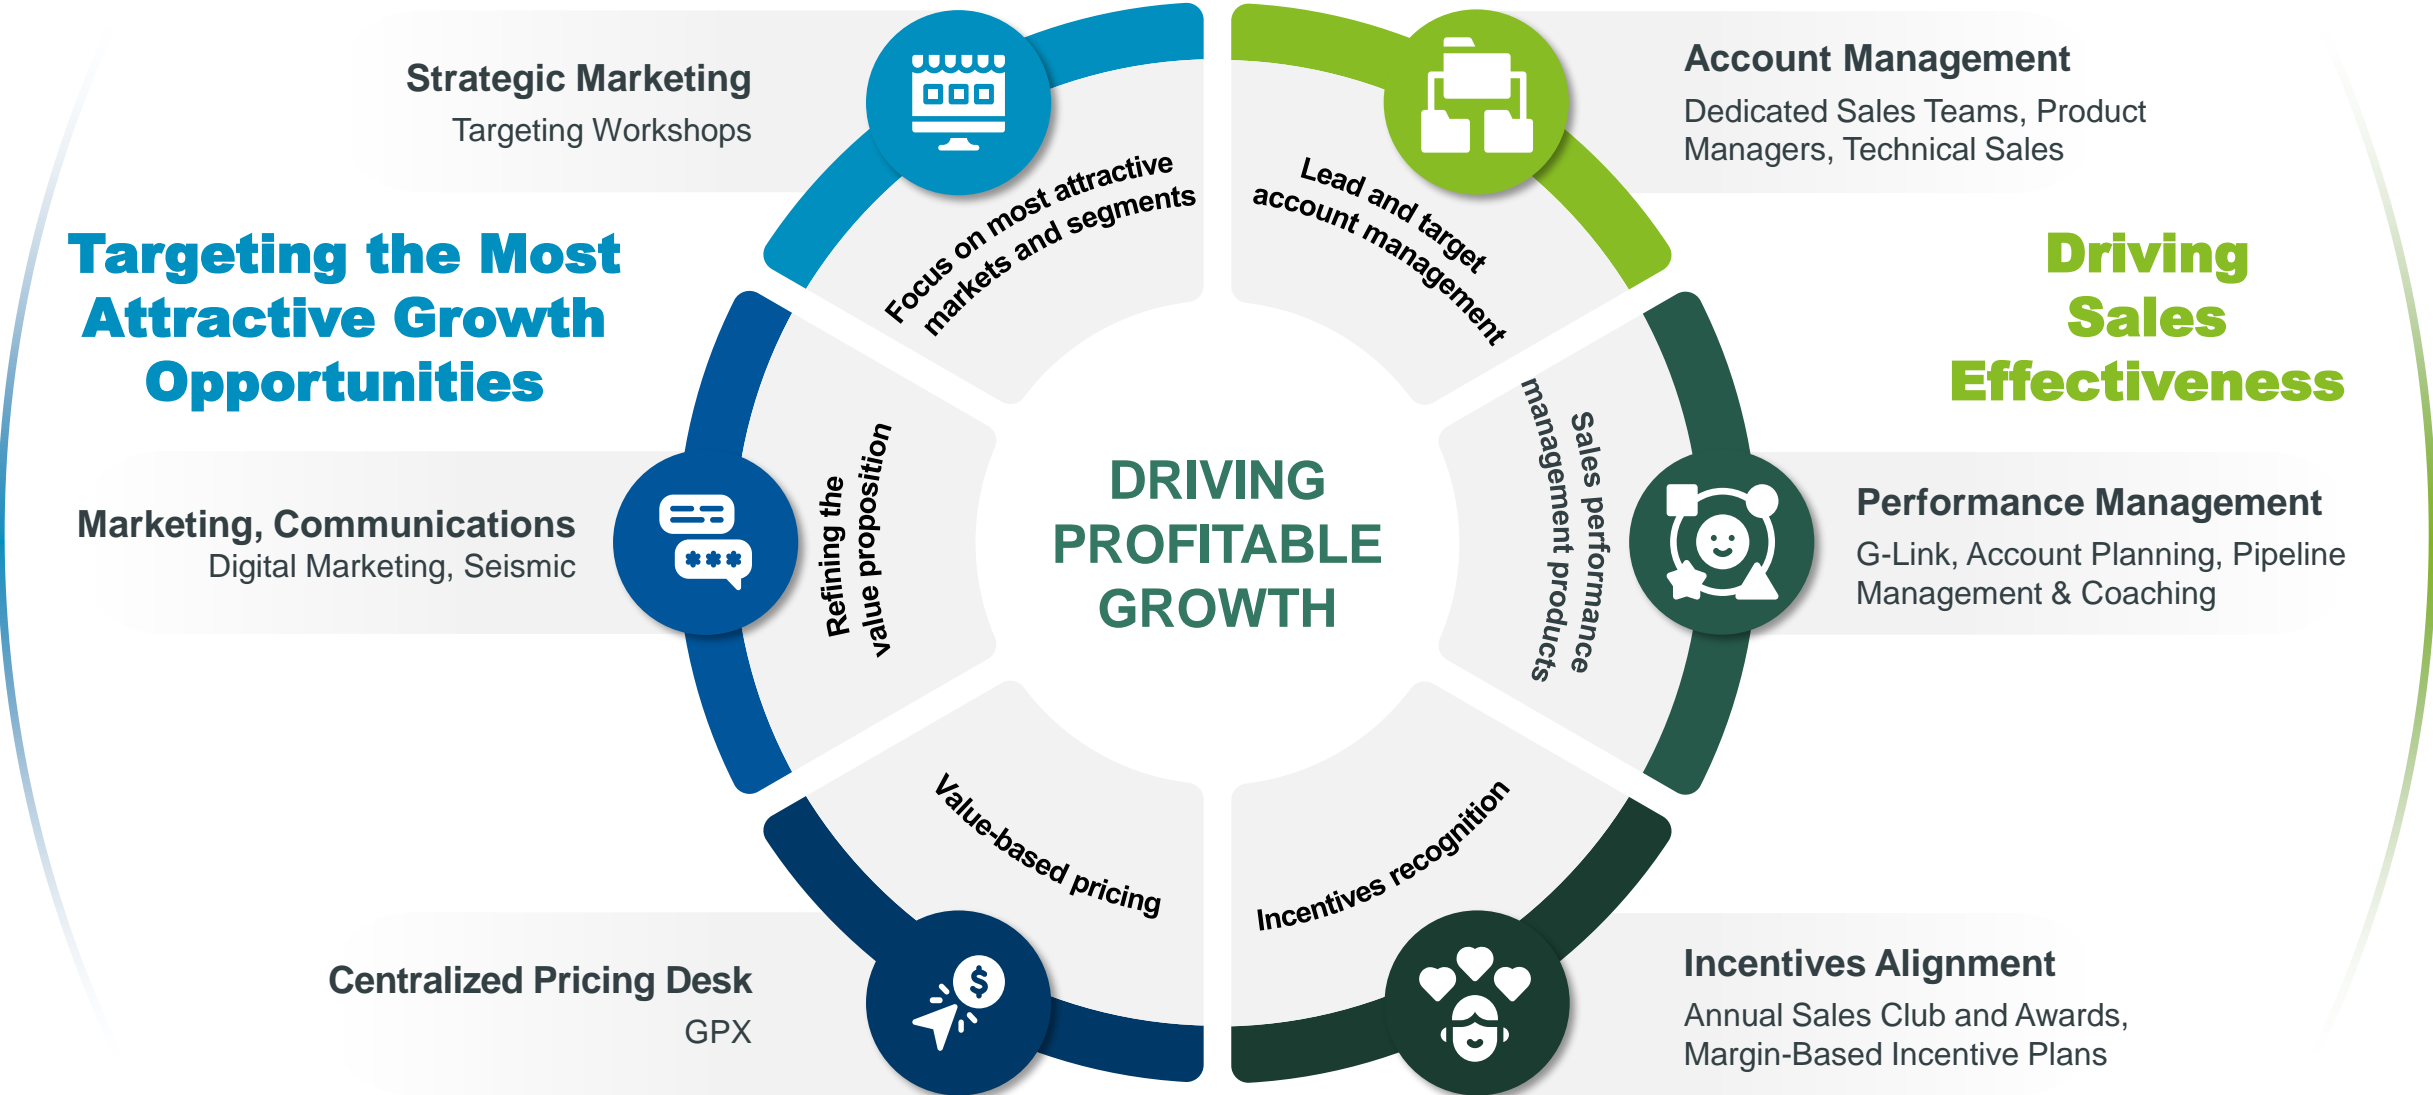 Strategic Marketing
Targeting Workshops
Targeting the Most
Attractive Growth
Opportunities
Marketing, Communications
Digital Marketing, Seismic
Centralized Pricing Desk
GPX
Focus on most attractive
markets and segments
Refining the
value proposition
Value-based pricing
DRIVING
PROFITABLE
GROWTH
Lead and target
account management
Sales performance
management products
Incentives recognition
Account Management
Dedicated Sales Teams, Product
Managers, Technical Sales
Driving
Sales
Effectiveness
Performance Management
G-Link, Account Planning, Pipeline
Management & Coaching
Incentives Alignment
Annual Sales Club and Awards,
Margin-Based Incentive Plans
$
***